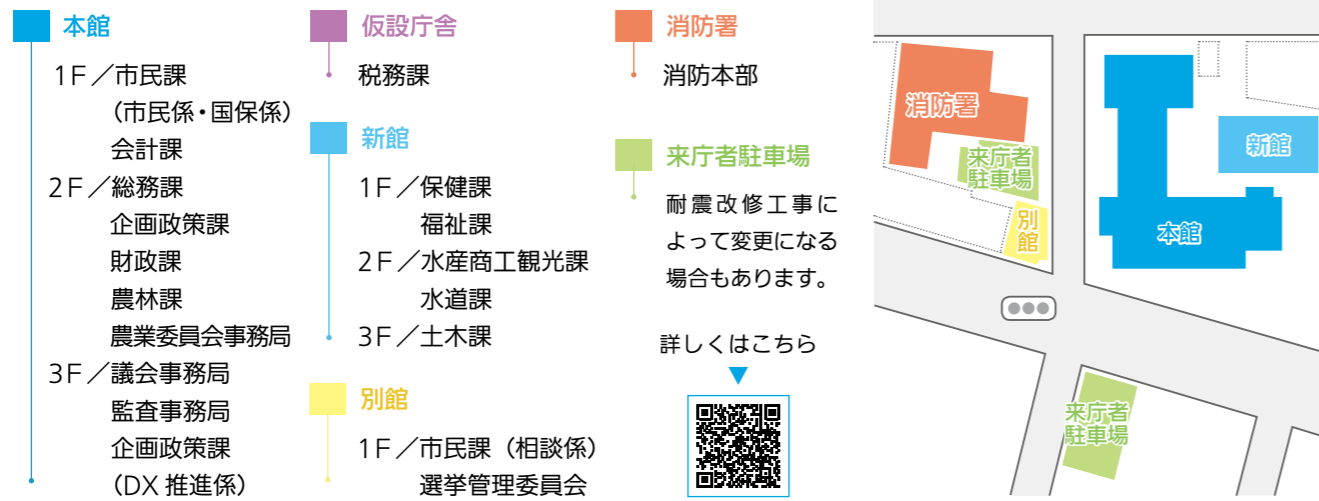 本館
1F／市民課
（市民係・国保係）
会計課
2F／総務課
企画政策課
財政課
農林課
農業委員会事務局
3F／議会事務局
監査事務局
企画政策課
（DX 推進係）
仮設庁舎
税務課
新館
1F／保健課
福祉課
2F／水産商工観光課
水道課
3F／土木課
別館
1F／市民課（相談係）
選挙管理委員会
消防署
消防本部
来庁者駐車場
耐震改修工事に
よって変更になる
場合もあります。
詳しくはこちら
消防署
来庁者
駐車場
別
館
新館
本館
来庁者
駐車場